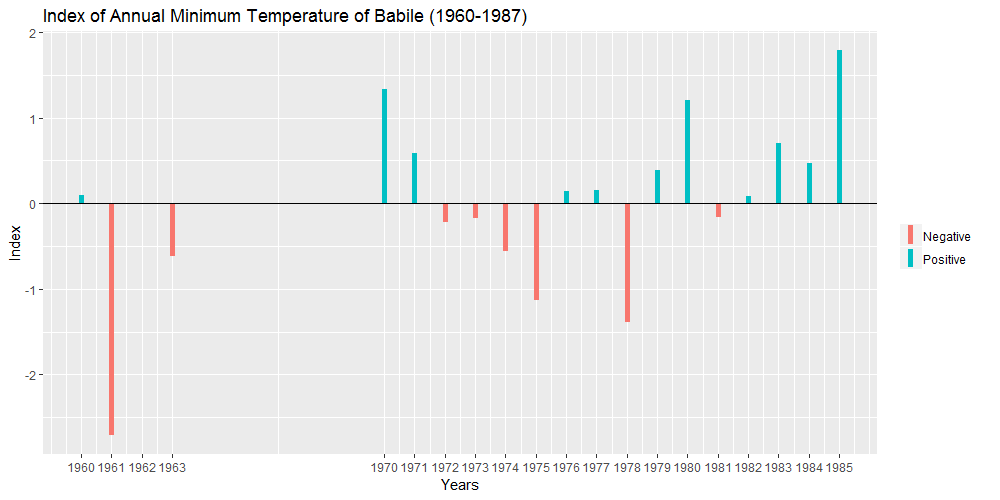 Index of Annual Minimum Temperature of Babile (1960-1987)
2
1
0
-1
-2
Index
1960 1961 1962 1963 1970 1971 1972 1973 1974 1975 1976 1977 1978 1979 1980 1981 1982 1983 1984 1985
Years
Negative
Positive